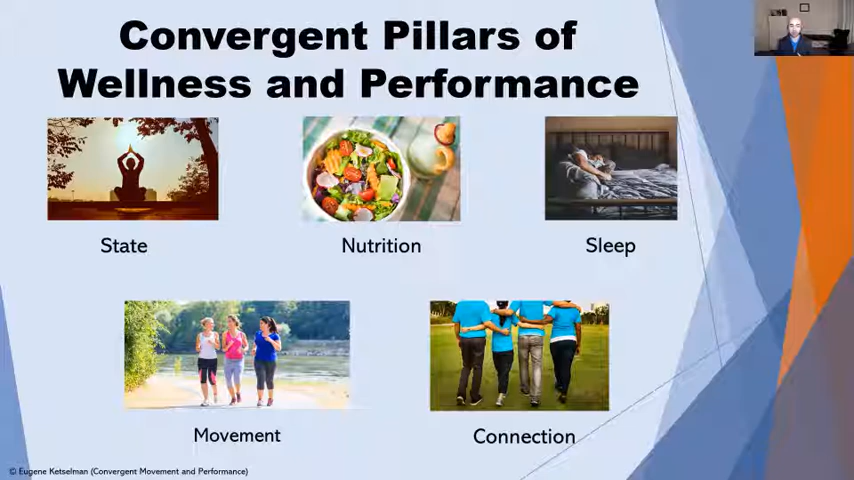 Convergent Pillars of
Wellness and Performance
State
Nutrition
Sleep
Movement
Connection
© Eugene Ketselman (Convergent Movement and Performance)